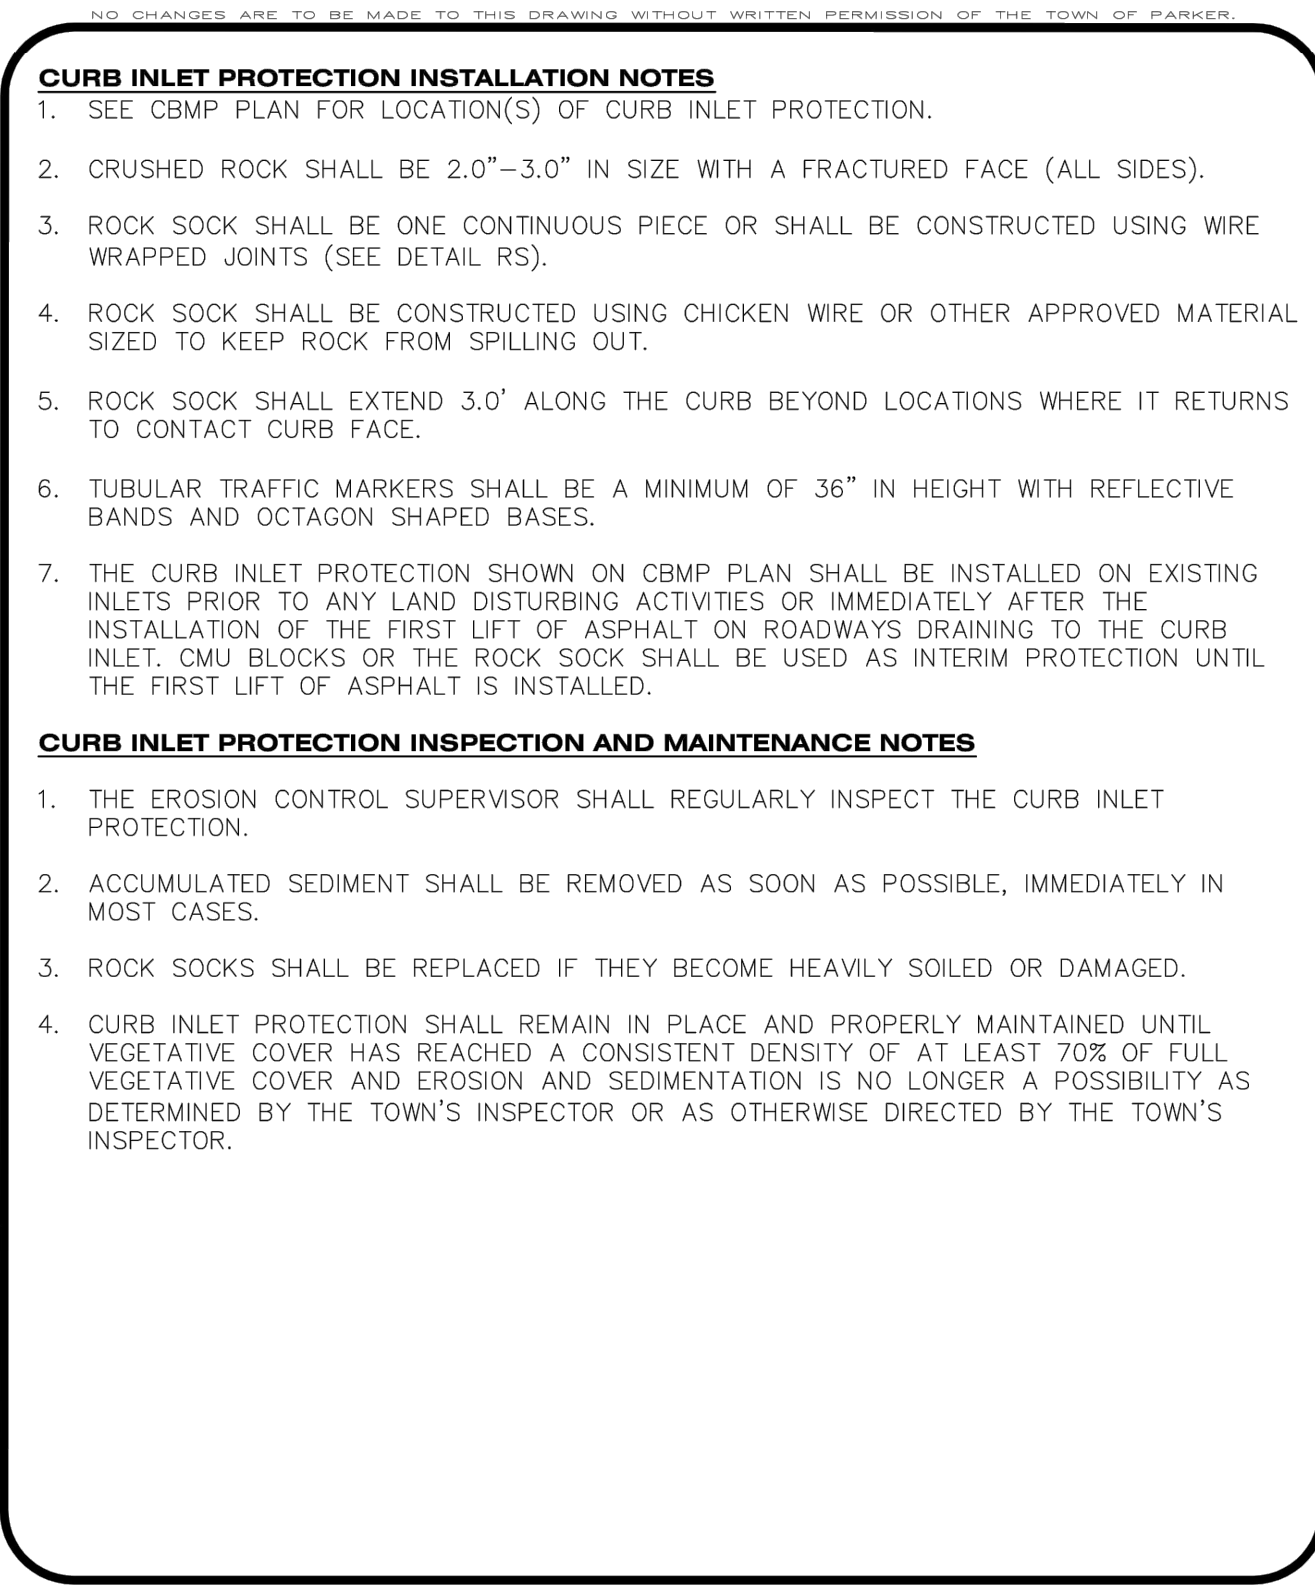 NO CHANGES ARE TO BE MADE TO THIS DRAWING WITHOUT WRITTEN PERMISSION OF THE TOWN OF PARKER.
CURB INLET PROTECTION INSTALLATION NOTES
1. SEE CBMP PLAN FOR LOCATION(S) OF CURB INLET PROTECTION.
2. CRUSHED ROCK SHALL BE 2.0”–3.0” IN SIZE WITH A FRACTURED FACE (ALL SIDES).
3. ROCK SOCK SHALL BE ONE CONTINUOUS PIECE OR SHALL BE CONSTRUCTED USING WIRE
WRAPPED JOINTS (SEE DETAIL RS).
4. ROCK SOCK SHALL BE CONSTRUCTED USING CHICKEN WIRE OR OTHER APPROVED MATERIAL
SIZED TO KEEP ROCK FROM SPILLING OUT.
5. ROCK SOCK SHALL EXTEND 3.0’ ALONG THE CURB BEYOND LOCATIONS WHERE IT RETURNS
TO CONTACT CURB FACE.
6. TUBULAR TRAFFIC MARKERS SHALL BE A MINIMUM OF 36” IN HEIGHT WITH REFLECTIVE
BANDS AND OCTAGON SHAPED BASES.
7. THE CURB INLET PROTECTION SHOWN ON CBMP PLAN SHALL BE INSTALLED ON EXISTING
INLETS PRIOR TO ANY LAND DISTURBING ACTIVITIES OR IMMEDIATELY AFTER THE
INSTALLATION OF THE FIRST LIFT OF ASPHALT ON ROADWAYS DRAINING TO THE CURB
INLET. CMU BLOCKS OR THE ROCK SOCK SHALL BE USED AS INTERIM PROTECTION UNTIL
THE FIRST LIFT OF ASPHALT IS INSTALLED.
CURB INLET PROTECTION INSPECTION AND MAINTENANCE NOTES
1. THE EROSION CONTROL SUPERVISOR SHALL REGULARLY INSPECT THE CURB INLET
PROTECTION.
2. ACCUMULATED SEDIMENT SHALL BE REMOVED AS SOON AS POSSIBLE, IMMEDIATELY IN
MOST CASES.
3. ROCK SOCKS SHALL BE REPLACED IF THEY BECOME HEAVILY SOILED OR DAMAGED.
4. CURB INLET PROTECTION SHALL REMAIN IN PLACE AND PROPERLY MAINTAINED UNTIL
VEGETATIVE COVER HAS REACHED A CONSISTENT DENSITY OF AT LEAST 70% OF FULL
VEGETATIVE COVER AND EROSION AND SEDIMENTATION IS NO LONGER A POSSIBILITY AS
DETERMINED BY THE TOWN’S INSPECTOR OR AS OTHERWISE DIRECTED BY THE TOWN’S
INSPECTOR.